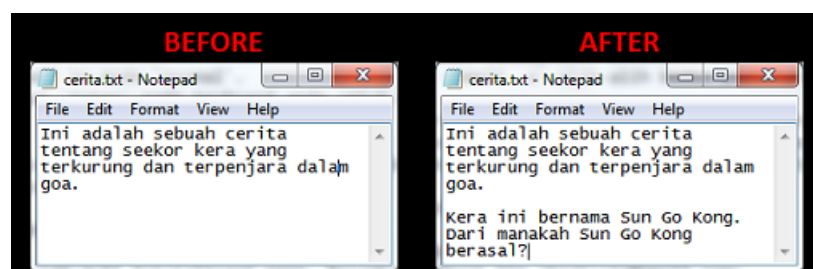 BEFORE
cerita.txt - Notepad
File Edit Format View Help
Ini adalah sebuah cerita
tentang seekor kera yang
terkurung dan terpenjara dalam
goa.
AFTER
cerita.txt - Notepad
File Edit Format View Help
Ini adalah sebuah cerita
tentang seekor kera yang
terkurung dan terpenjara dalam
goa.
Kera ini bernama Sun Go Kong.
Dari manakah Sun Go Kong
berasal?